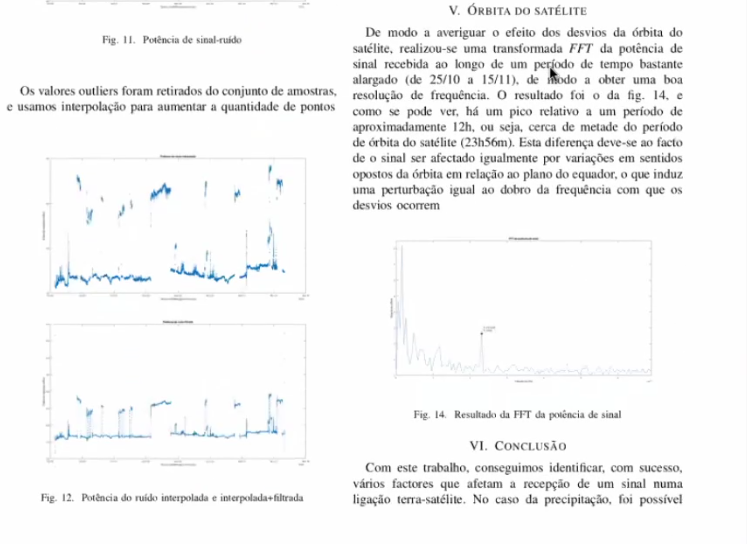 Fig. 11. Potência de sinal-ruído
Os valores outliers foram retirados do conjunto de amostras,
e usamos interpolação para aumentar a quantidade de pontos
Fig. 12. Potência do ruído interpolada e interpolada+filtrada
V. ÓRBITA DO SATÉLITE
De modo a averiguar o efeito dos desvios da órbita do
satélite, realizou-se uma transformada FFT da potência de
sinal recebida ao longo de um período de tempo bastante
alargado (de 25/10 a 15/11), de modo a obter uma boa
resolução de frequência. O resultado foi o da fig. 14, e
como se pode ver, há um pico relativo a um período de
aproximadamente 12h, ou seja, cerca de metade do período
de órbita do satélite (23h56m). Esta diferença deve-se ao facto
de o sinal ser afectado igualmente por variações em sentidos
opostos da órbita em relação ao plano do equador, o que induz
uma perturbação igual ao dobro da frequência com que os
desvios ocorrem
Fig. 14. Resultado da FFT da potência de sinal
VI. CONCLUSÃO
Com este trabalho, conseguimos identificar, com sucesso,
vários factores que afetam a recepção de um sinal numa
ligação terra-satélite. No caso da precipitação, foi possível